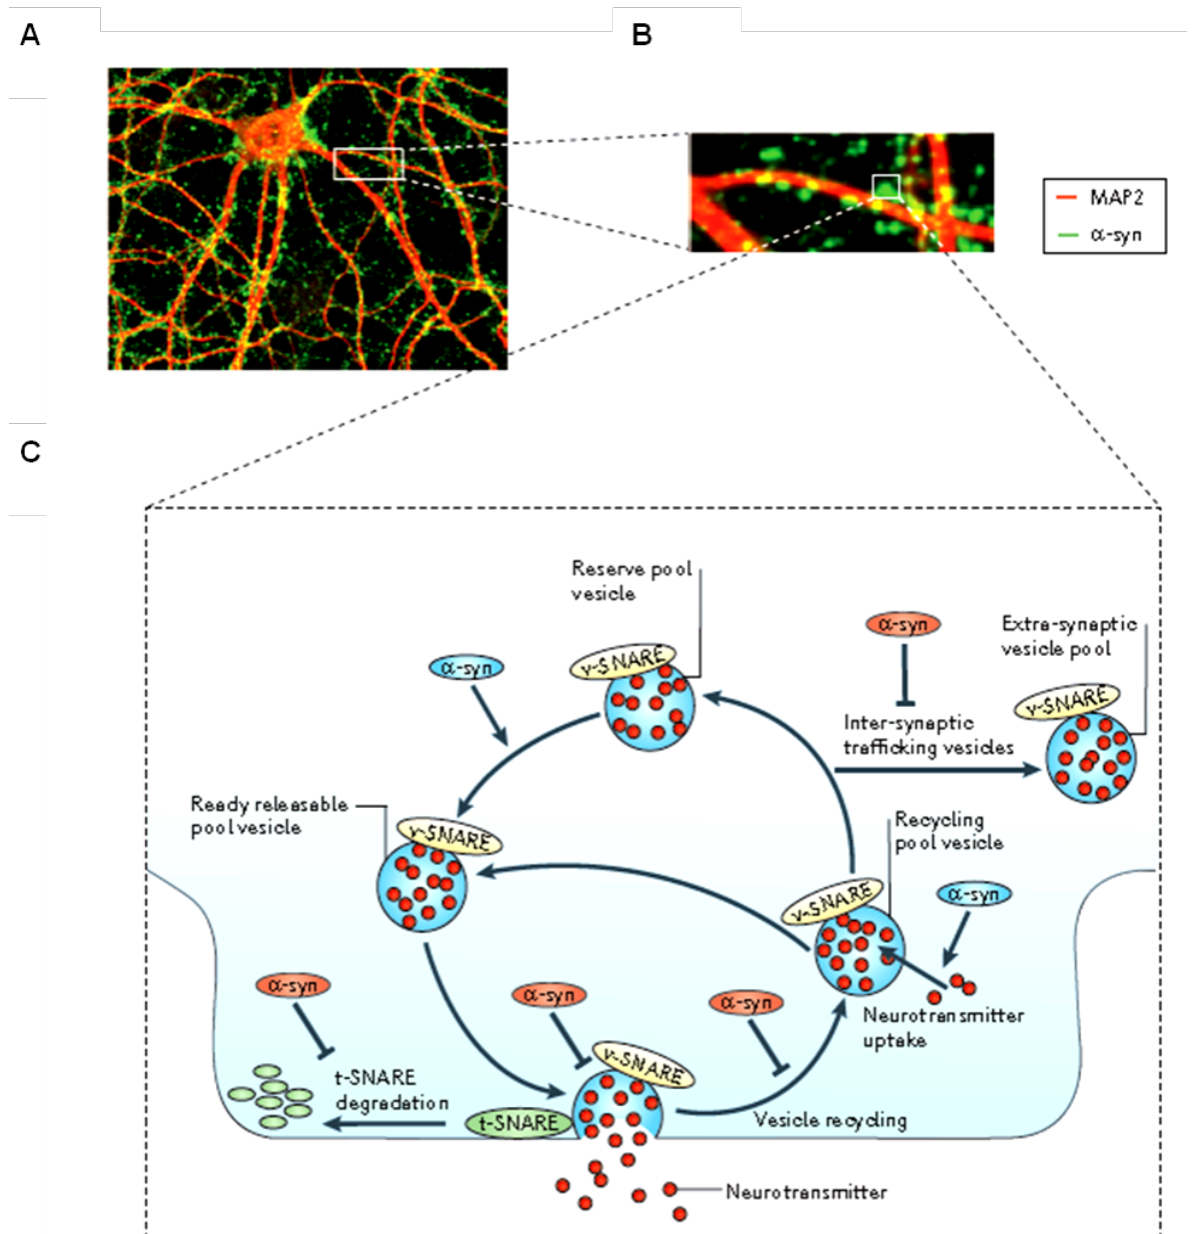 A
B
MAP2
α-syn
C
Reserve pool
vesicle
α-syn
Extra-synaptic
vesicle pool
α-syn
v-SNARE
v-SNARE
Inter-synaptic
trafficking vesicles
Ready releasable
pool vesicle
v-SNARE
Recycling
pool vesicle
v-SNARE
α-syn
α-syn
α-syn
α-syn
Neurotransmitter
uptake
v-SNARE
t-SNARE
degradation
t-SNARE
Vesicle recycling
Neurotransmitter